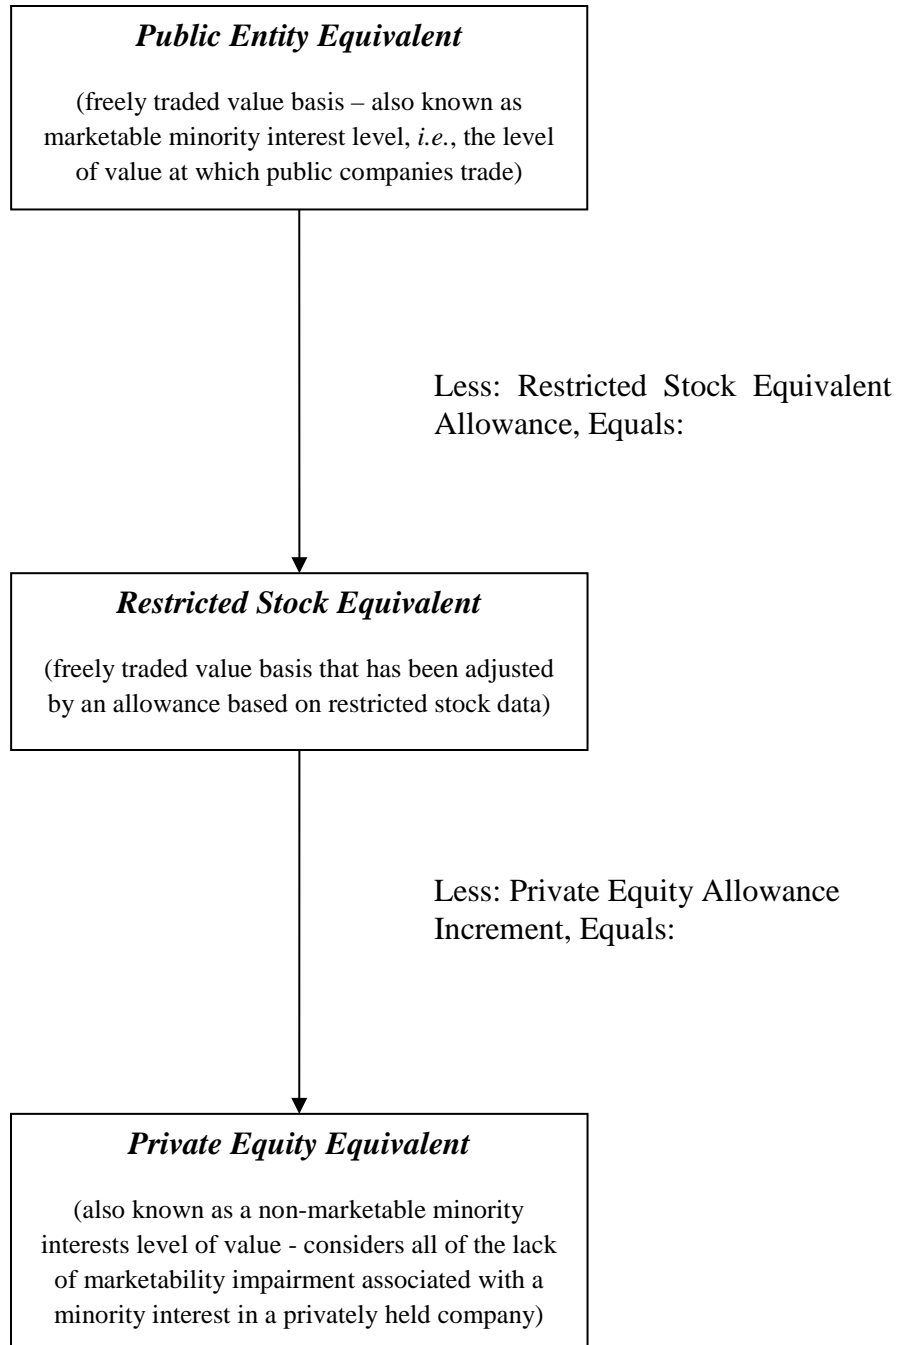 Public Entity Equivalent
(freely traded value basis – also known as
marketable minority interest level, i.e., the level
of value at which public companies trade)
Less: Restricted Stock Equivalent
Allowance, Equals:
Restricted Stock Equivalent
(freely traded value basis that has been adjusted
by an allowance based on restricted stock data)
Less: Private Equity Allowance
Increment, Equals:
Private Equity Equivalent
(also known as a non-marketable minority
interests level of value - considers all of the lack
of marketability impairment associated with a
minority interest in a privately held company)